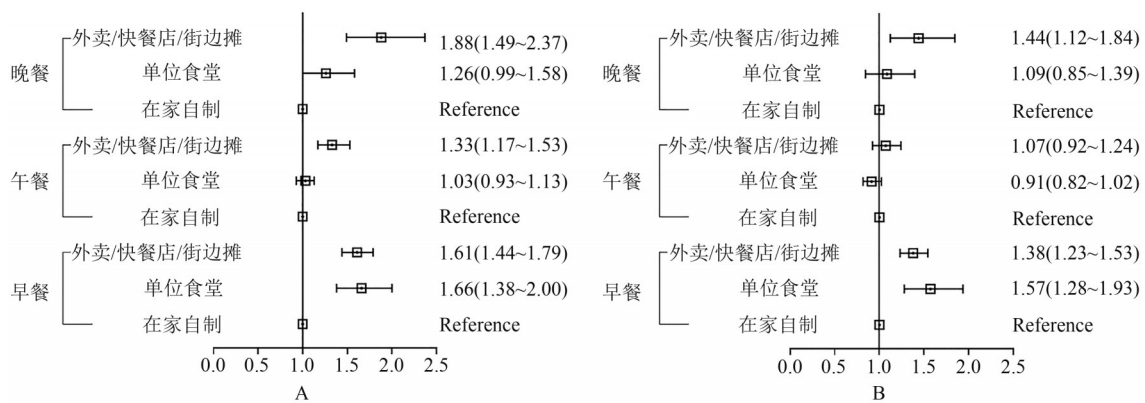 外卖/快餐店/街边摊 1.88(1.49~2.37)
晚餐 单位食堂 1.26(0.99~1.58)
在家自制 Reference
外卖/快餐店/街边摊 1.33(1.17~1.53)
午餐 单位食堂 1.03(0.93~1.13)
在家自制 Reference
外卖/快餐店/街边摊 1.61(1.44~1.79)
早餐 单位食堂 1.66(1.38~2.00)
在家自制 Reference
0.0 0.5 1.0 1.5 2.0 2.5
A
外卖/快餐店/街边摊 1.44(1.12~1.84)
晚餐 单位食堂 1.09(0.85~1.39)
在家自制 Reference
外卖/快餐店/街边摊 1.07(0.92~1.24)
午餐 单位食堂 0.91(0.82~1.02)
在家自制 Reference
外卖/快餐店/街边摊 1.38(1.23~1.53)
早餐 单位食堂 1.57(1.28~1.93)
在家自制 Reference
0.0 0.5 1.0 1.5 2.0 2.5
B